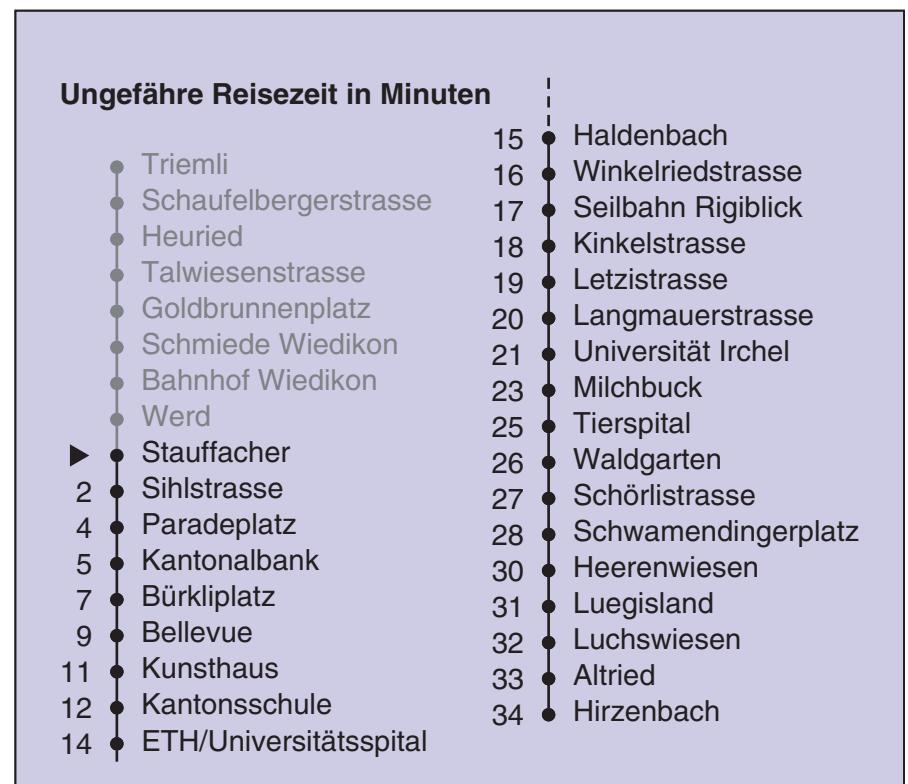 Ungefähre Reisezeit in Minuten
Triemli
Schaufelbergerstrasse
Heuried
Talwiesenstrasse
Goldbrunnenplatz
Schmiede Wiedikon
Bahnhof Wiedikon
Werd
Stauffacher
2 Sihlstrasse
4 Paradeplatz
5 Kantonalbank
7 Bürkliplatz
9 Bellevue
11 Kunsthaus
12 Kantonsschule
14 ETH/Universitätsspital
15 Haldenbach
16 Winkelriedstrasse
17 Seilbahn Rigiblick
18 Kinkelstrasse
19 Letzistrasse
20 Langmauerstrasse
21 Universität Irchel
23 Milchbuck
25 Tierspital
26 Waldgarten
27 Schörlistrasse
28 Schwamendingerplatz
30 Heerenwiesen
31 Luegisland
32 Luchswiesen
33 Altried
34 Hirzenbach